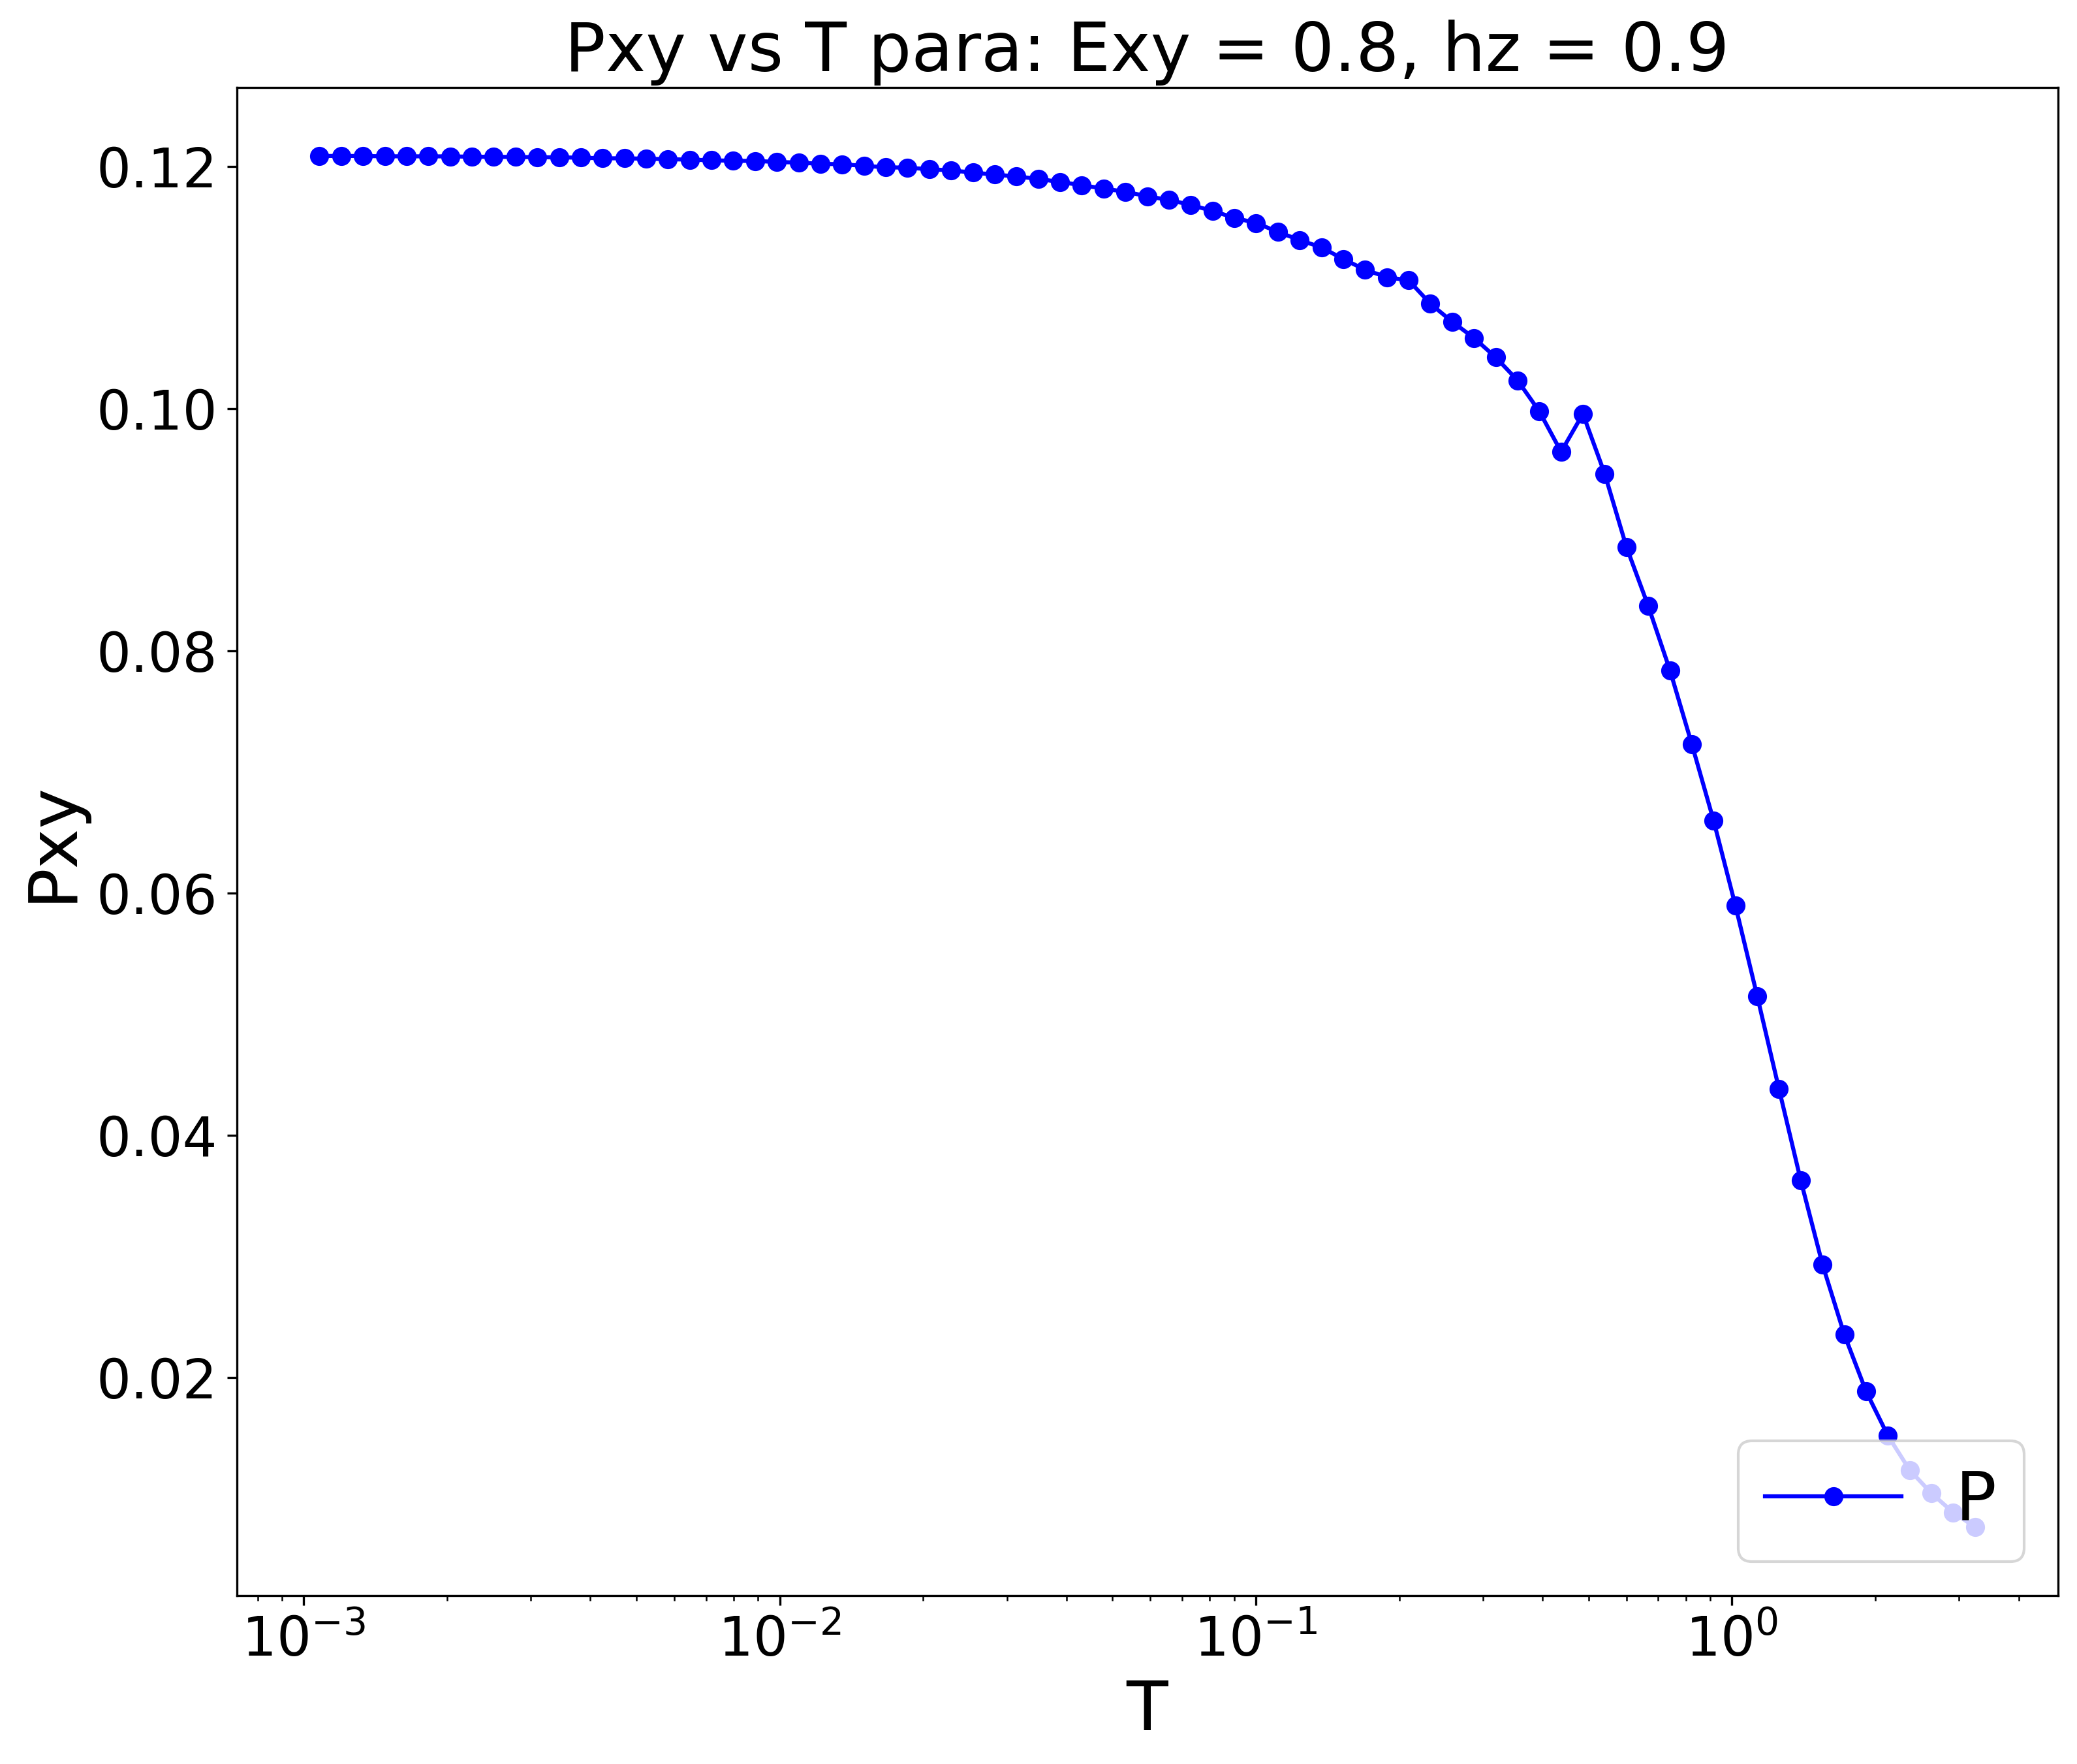 Pxy vs T para: Exy = 0.8, hz = 0.9
Pxy
0.12
0.10
0.08
0.06
0.04
0.02
P
10⁻³ 10⁻² 10⁻¹ 10⁰
T